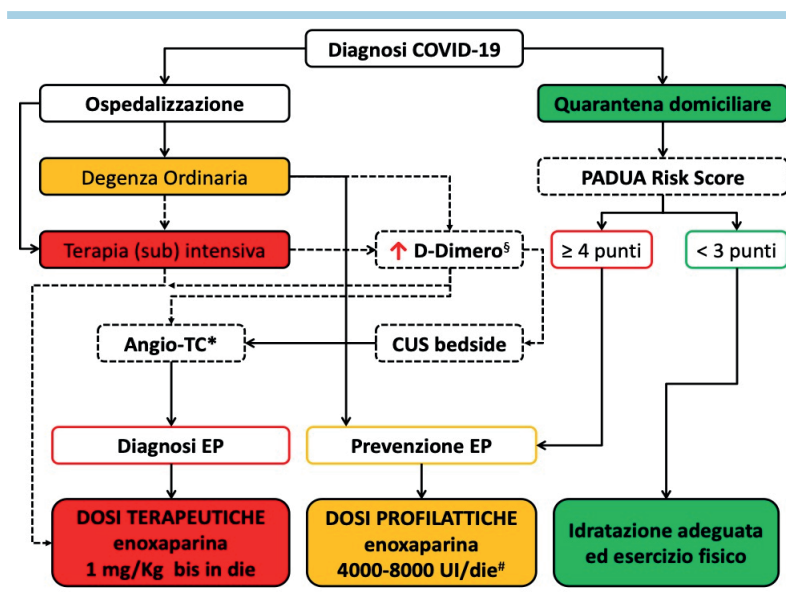 Diagnosi COVID-19
Ospedalizzazione
Quarantena domiciliare
Degenza Ordinaria
PADUA Risk Score
Terapia (sub) intensiva
↑ D-Dimero§
≥ 4 punti
< 3 punti
Angio-TC*
CUS bedside
Diagnosi EP
Prevenzione EP
DOSI TERAPEUTICHE
enoxaparina
1 mg/Kg bis in die
DOSI PROFILATTICHE
enoxaparina
4000-8000 UI/die#
Idratazione adeguata
ed esercizio fisico